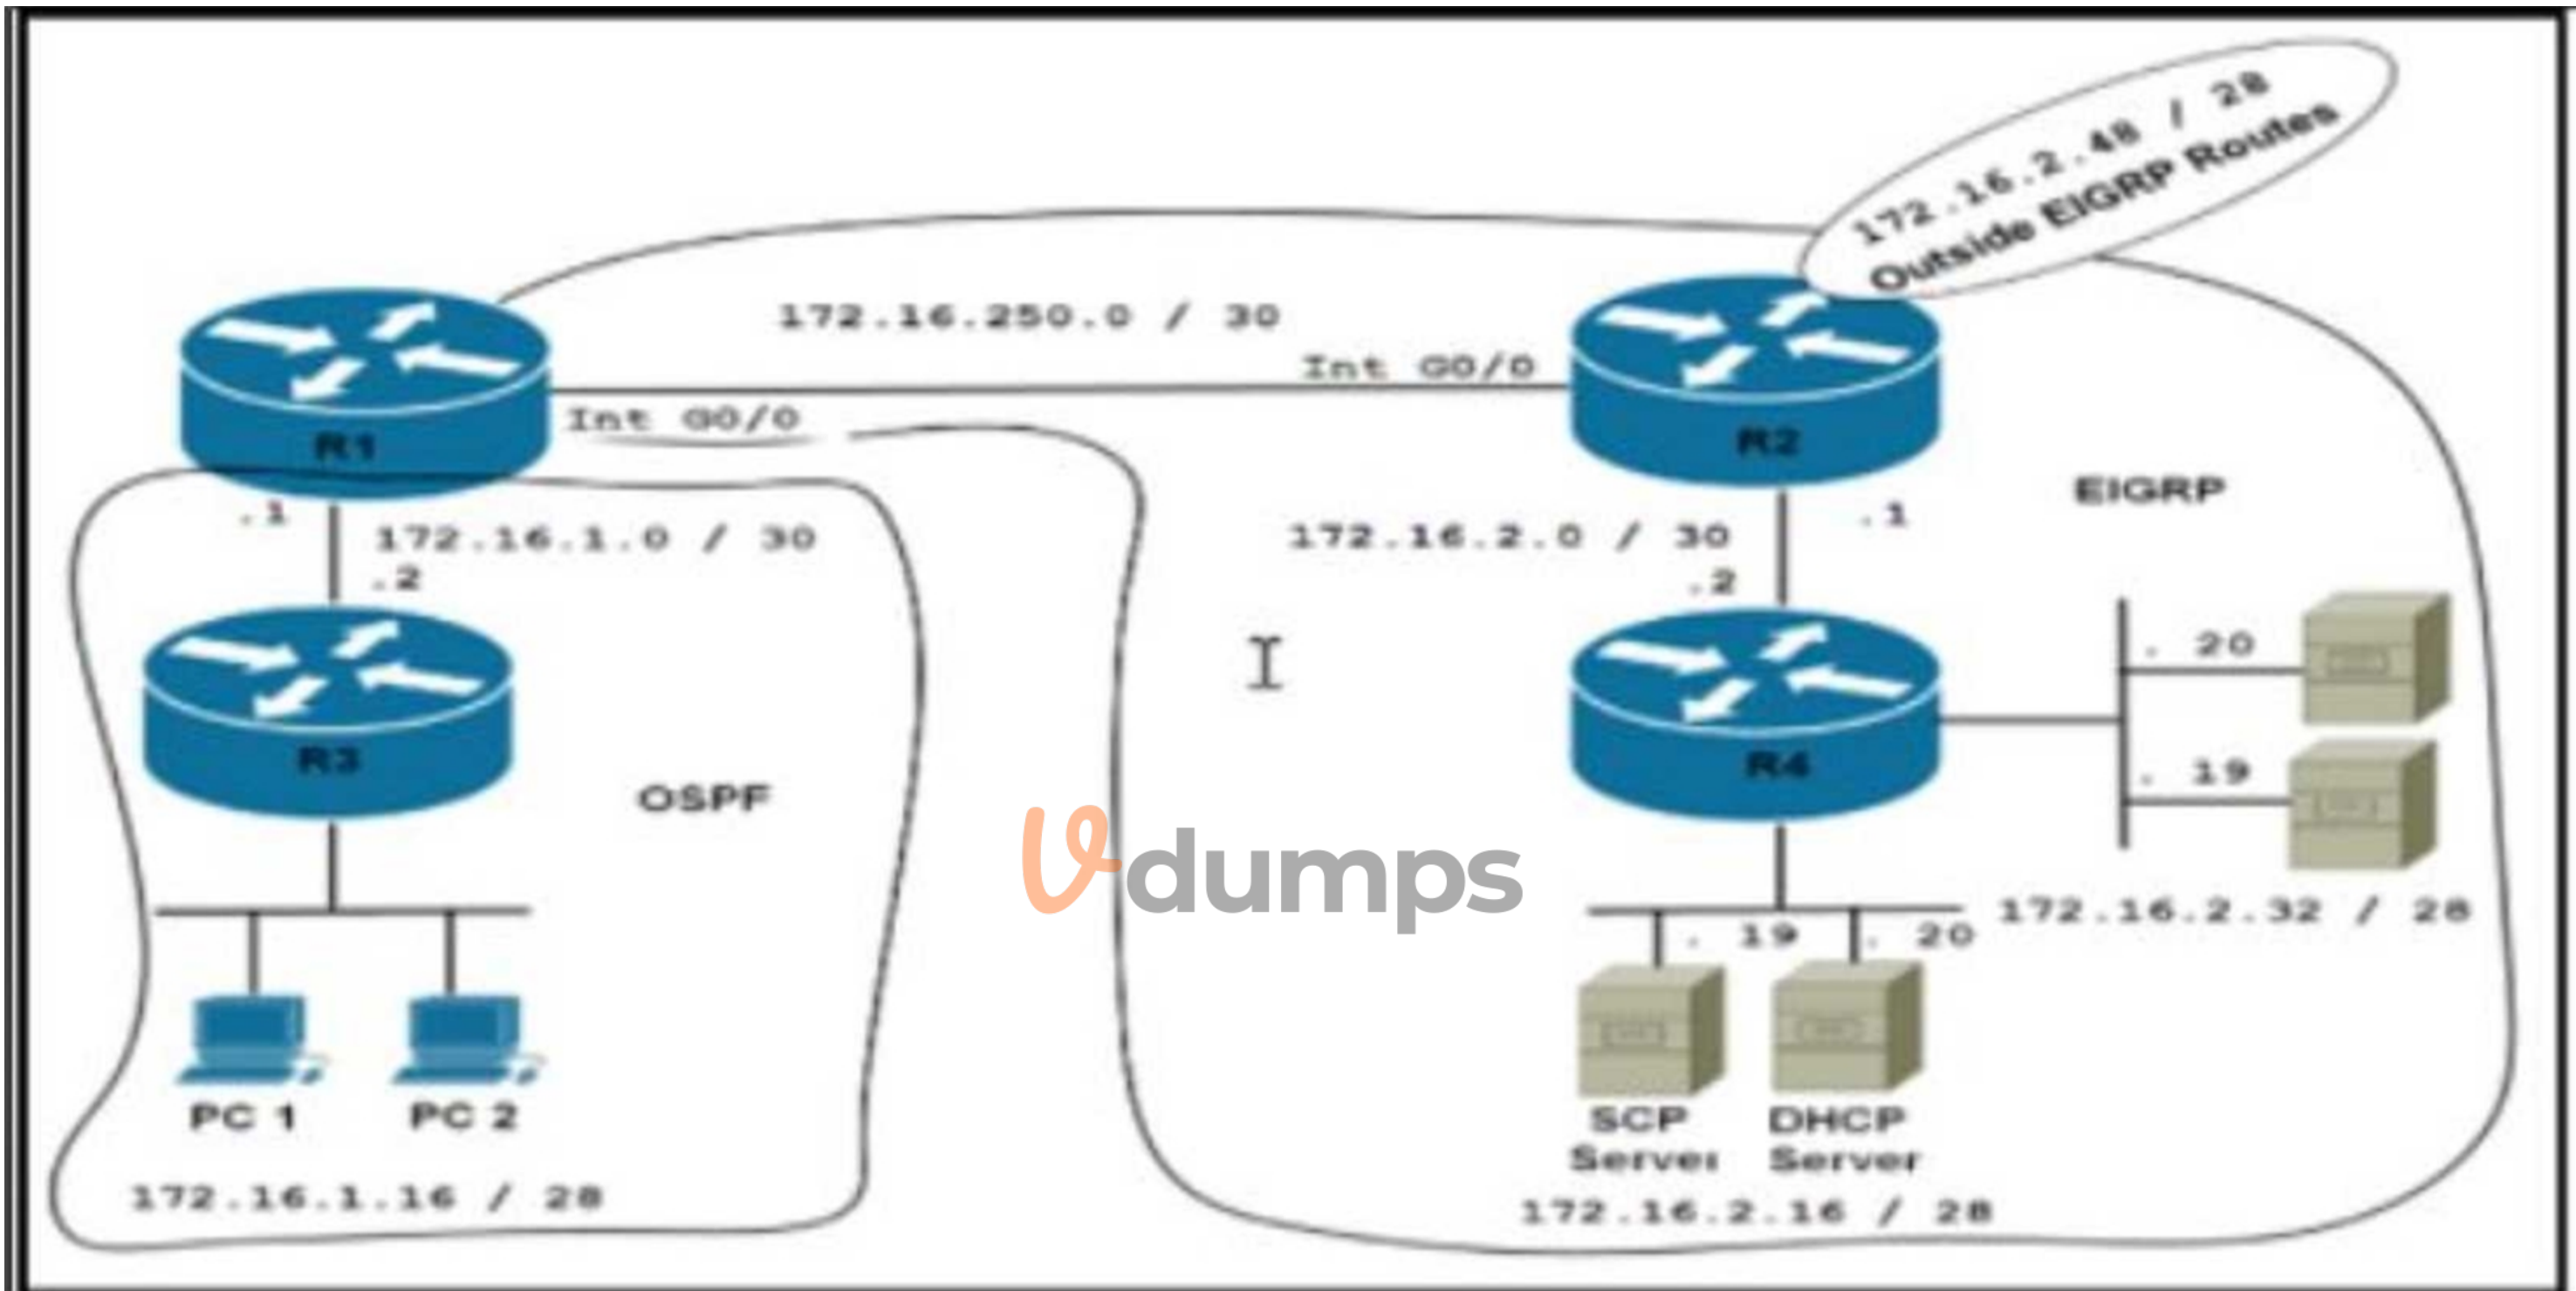 172.16.2.48 / 28
Outside EIGRP Routes
172.16.250.0 / 30
Int G0/0
Int G0/0
R1
R2
EIGRP
.1
172.16.1.0 / 30
.2
172.16.2.0 / 30
.1
.2
. 20
R3
R4
. 19
OSPF
Vdumps
172.16.2.32 / 28
. 19
. 20
PC 1
PC 2
SCP
Server
DHCP
Server
172.16.1.16 / 28
172.16.2.16 / 28